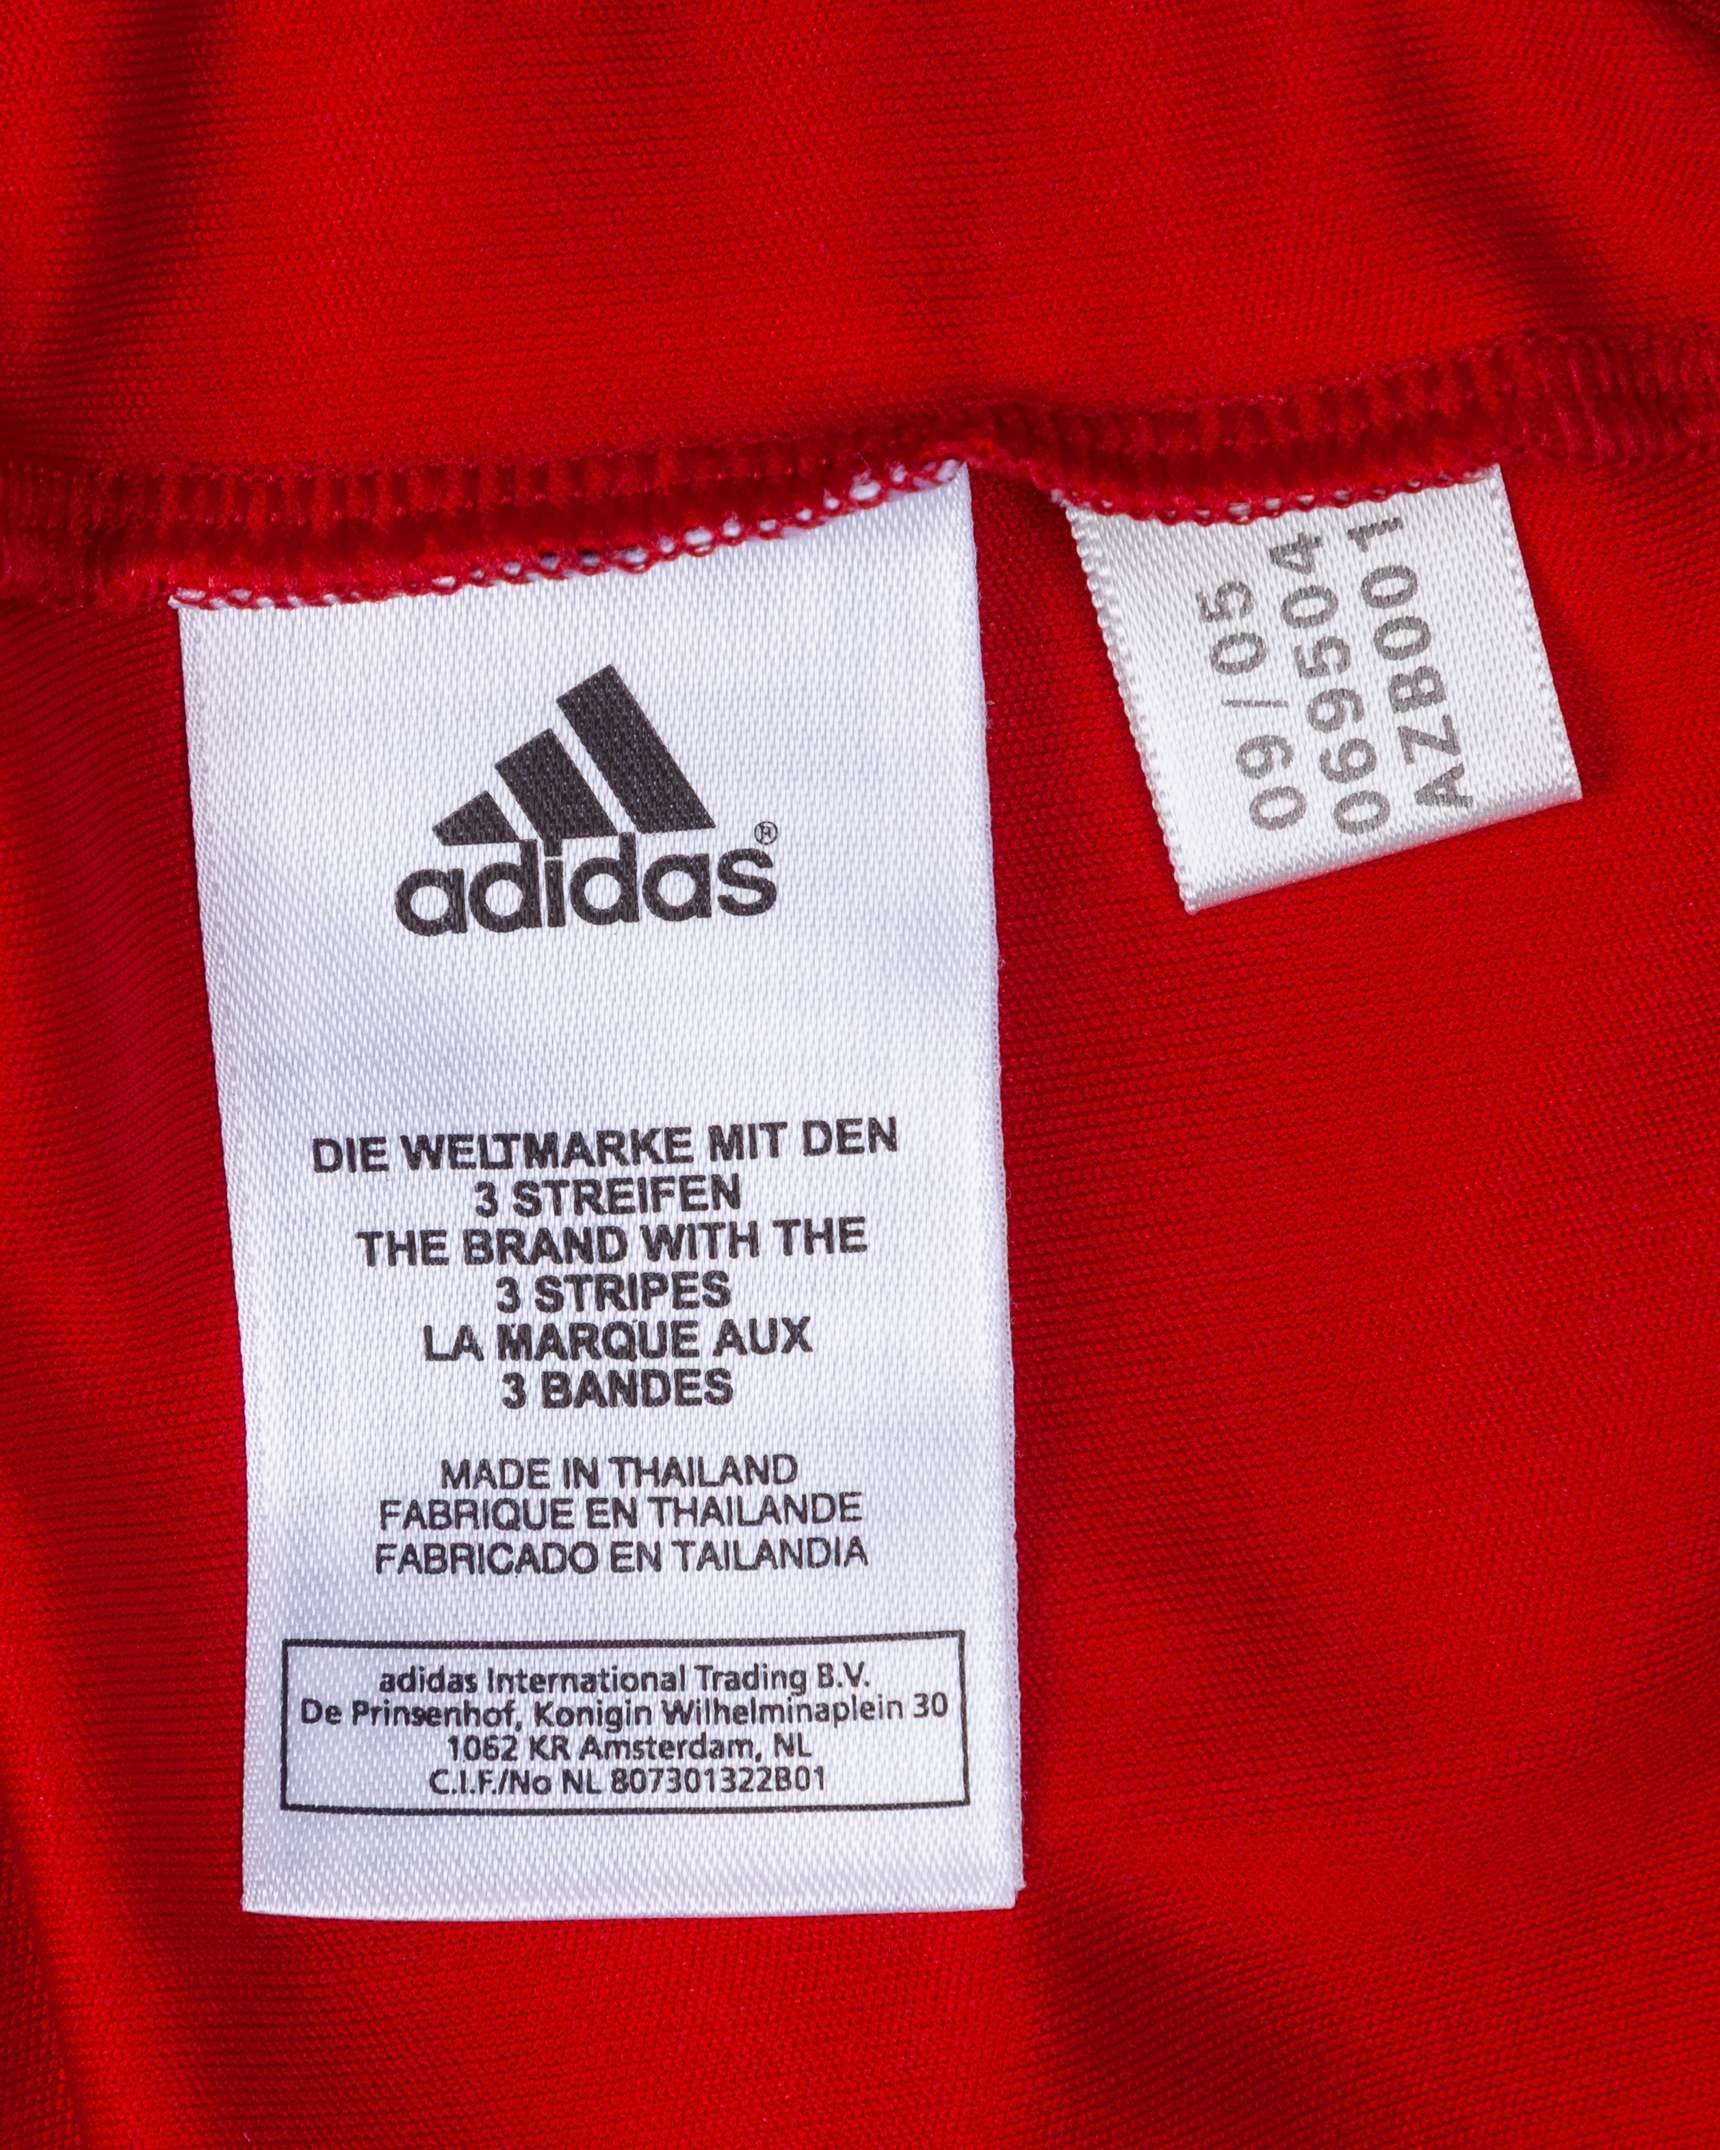 adidas®
DIE WELTMARKE MIT DEN
3 STREIFEN
THE BRAND WITH THE
3 STRIPES
LA MARQUE AUX
3 BANDES
MADE IN THAILAND
FABRIQUE EN THAILANDE
FABRICADO EN TAILANDIA
adidas International Trading B.V.
De Prinsenhof, Konigin Wilhelminaplein 30
1062 KR Amsterdam, NL
C.I.F./No NL 807301322B01
09/05
069504
AZB001